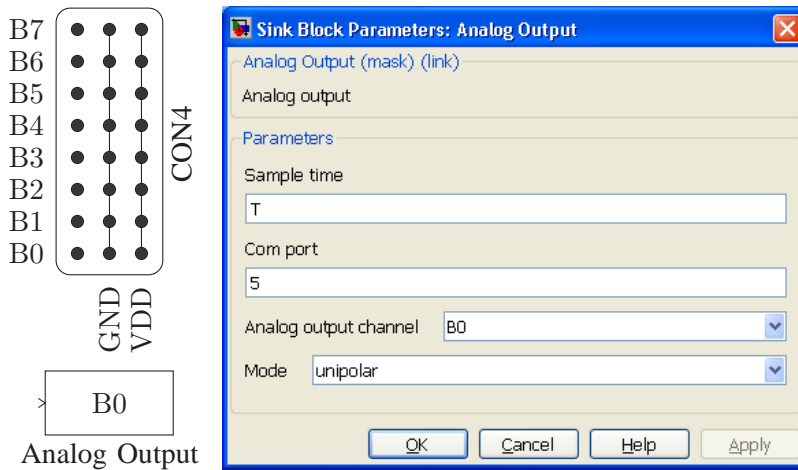 B7
B6
B5
B4
B3
B2
B1
B0
CON4
GND
VDD
B0
Analog Output
Sink Block Parameters: Analog Output
Analog Output (mask) (link)
Analog output
Parameters
Sample time
T
Com port
5
Analog output channel B0
Mode unipolar
OK Cancel Help Apply